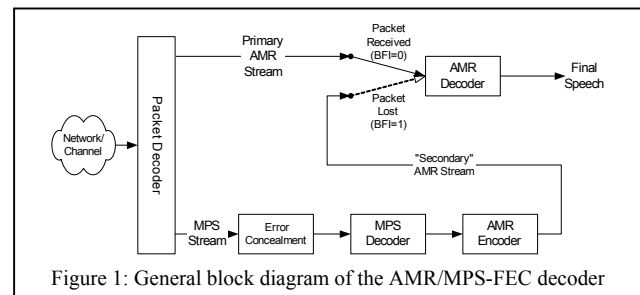 Packet
Received
(BFI=0)
Primary
AMR
Stream
AMR
Decoder
Final
Speech
Packet
Lost
(BFI=1)
Packet Decoder
Network/
Channel
"Secondary"
AMR Stream
MPS
Stream
Error
Concealment
MPS
Decoder
AMR
Encoder
Figure 1: General block diagram of the AMR/MPS-FEC decoder